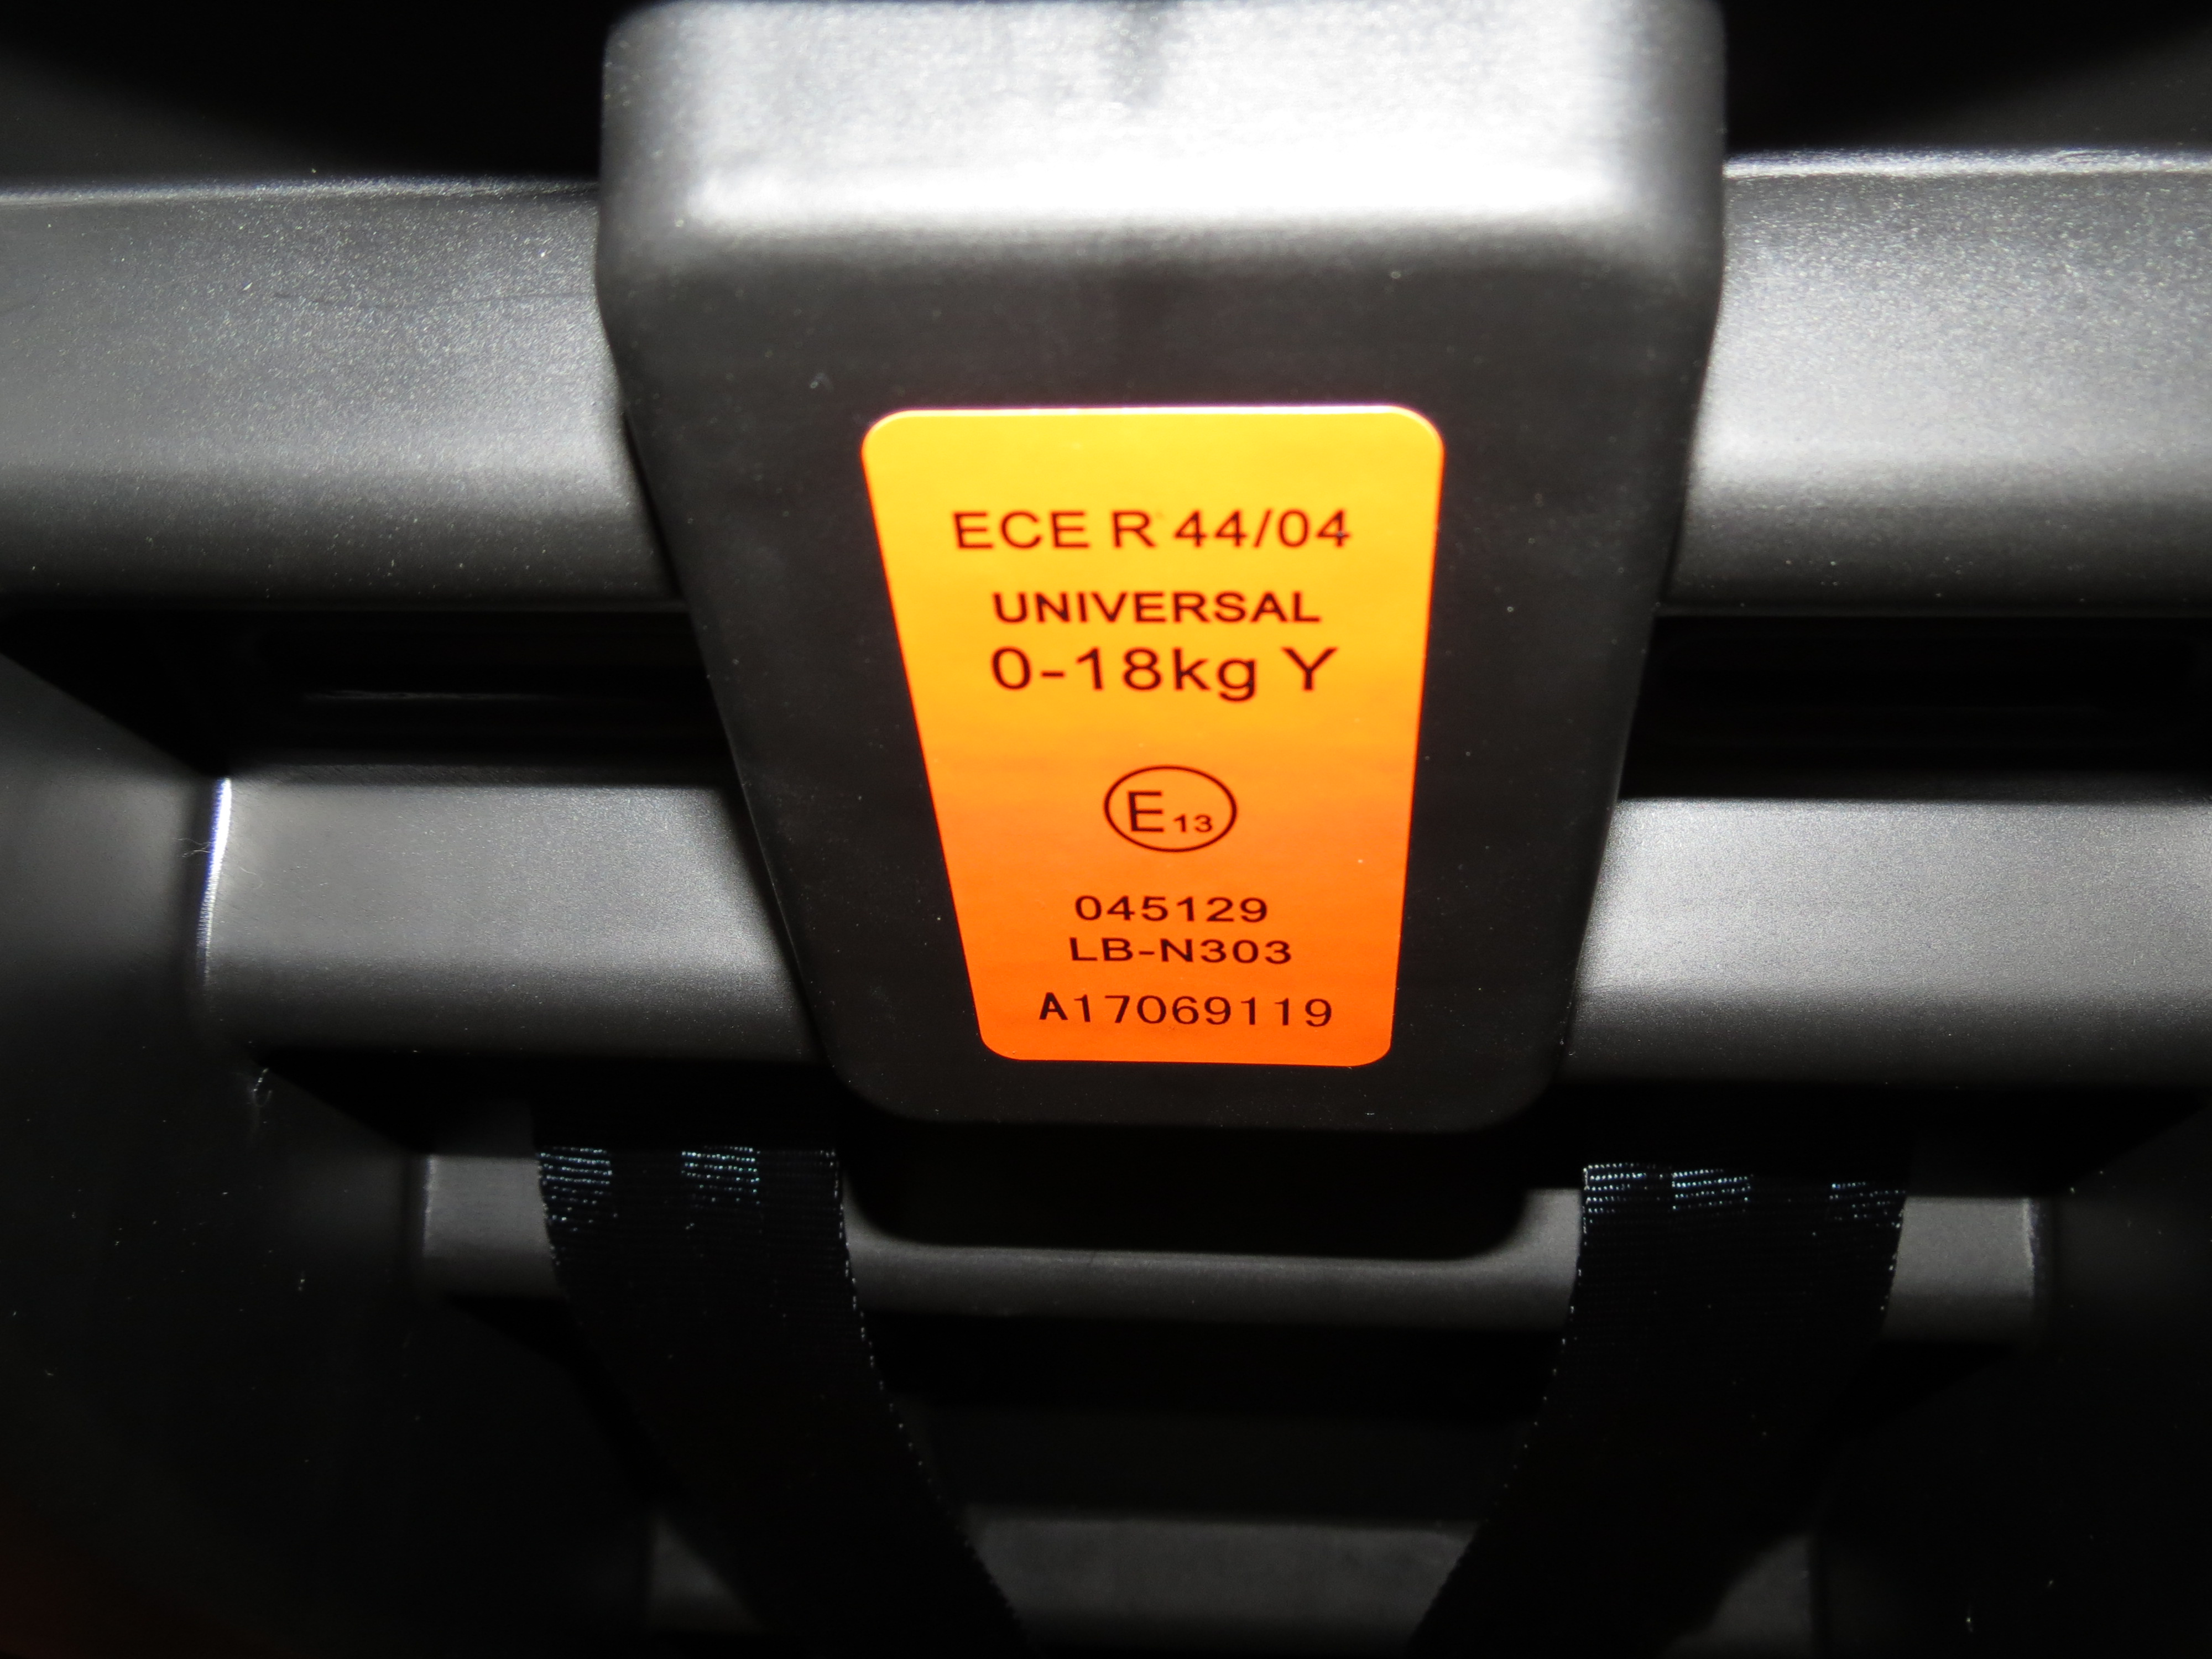 ECE R 44/04
UNIVERSAL
0-18kg Y
E13
045129
LB-N303
A17069119